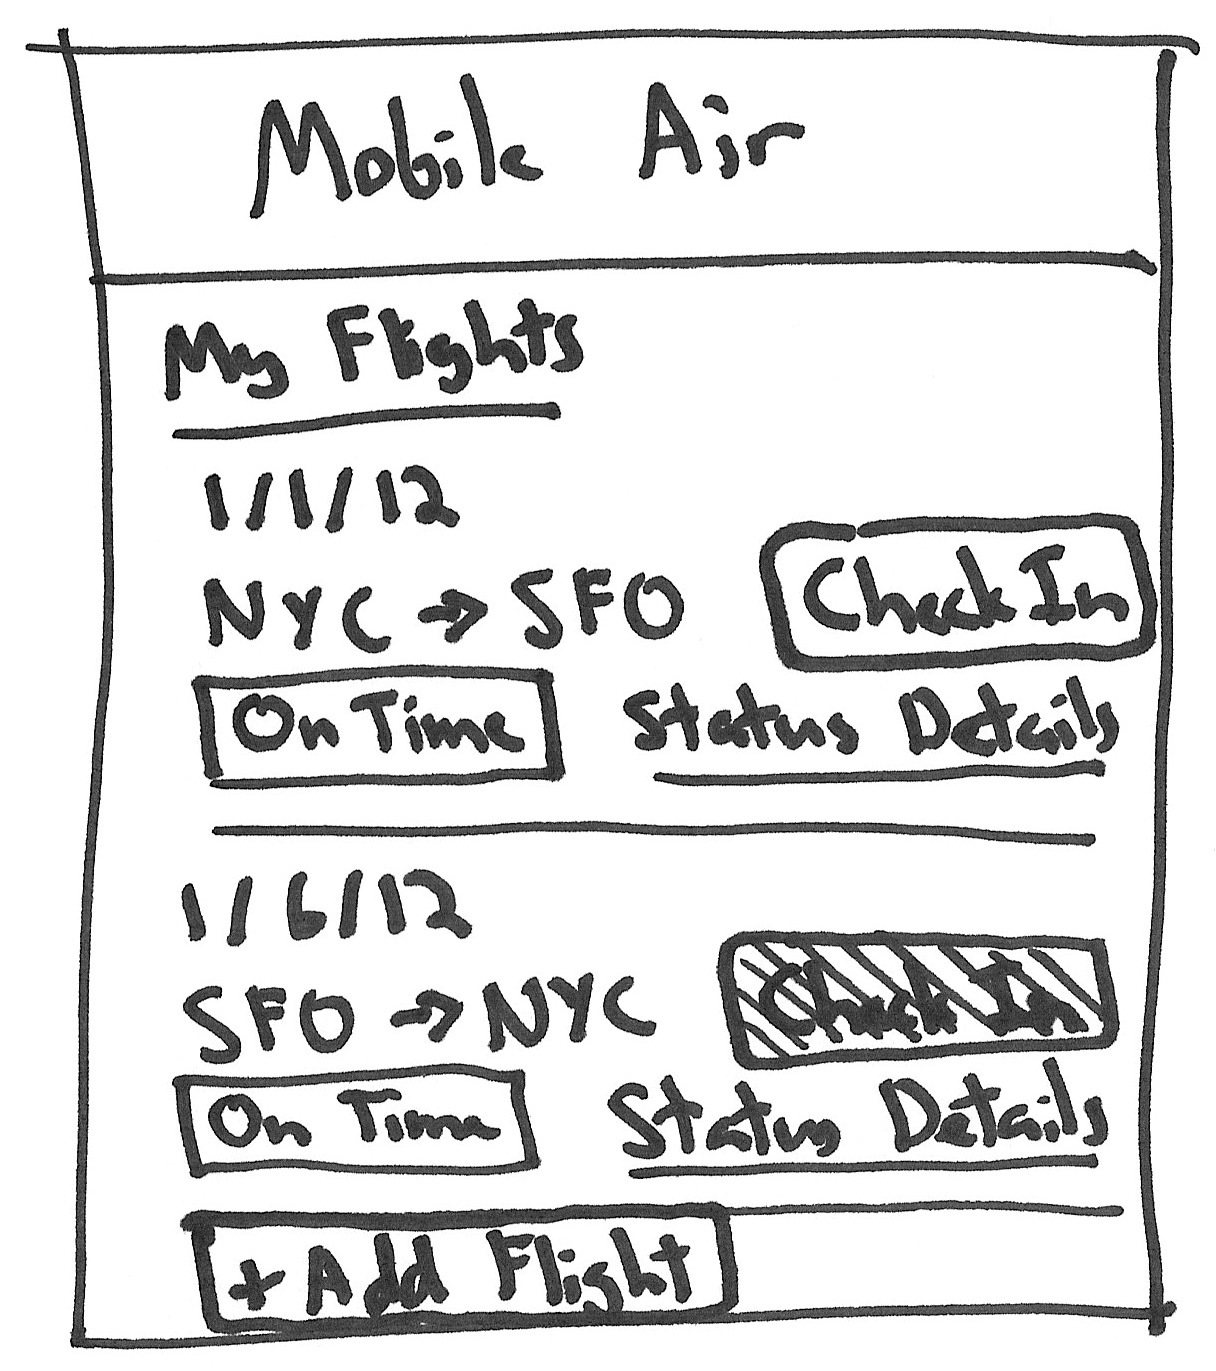 Mobile Air
My Flights
1/1/12
NYC → SFO Check In
On Time Status Details
1/6/12
SFO → NYC Check In
On Time Status Details
+ Add Flight